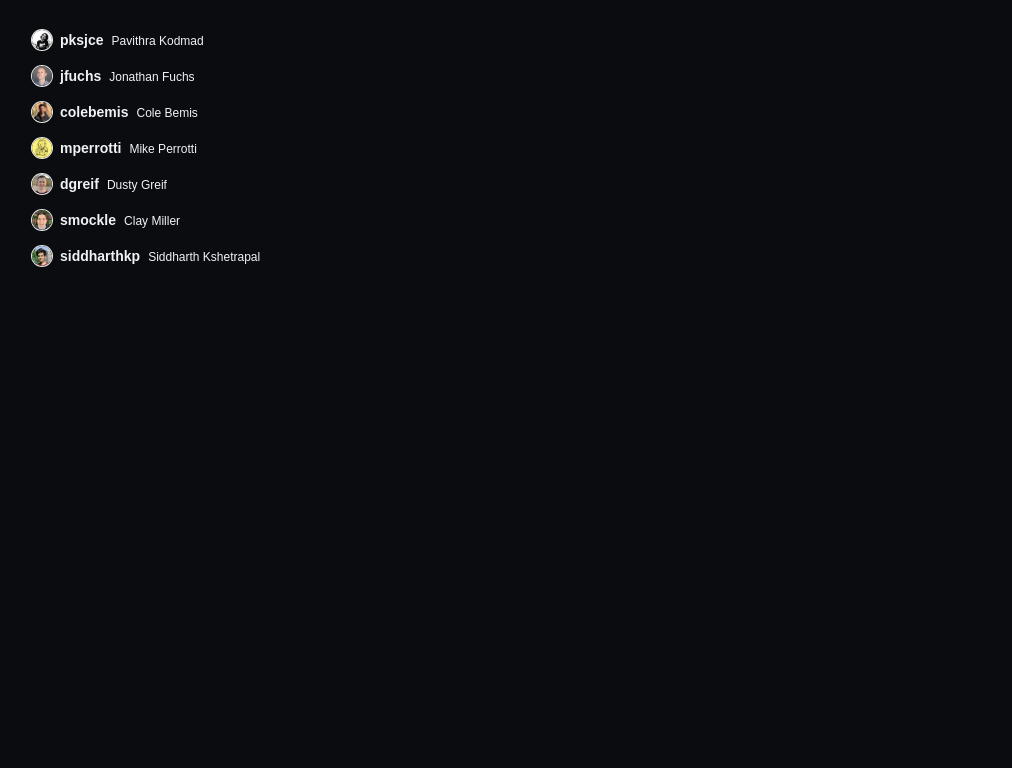 pksjce Pavithra Kodmad
jfuchs Jonathan Fuchs
colebemis Cole Bemis
mperrotti Mike Perrotti
dgreif Dusty Greif
smockle Clay Miller
siddharthkp Siddharth Kshetrapal